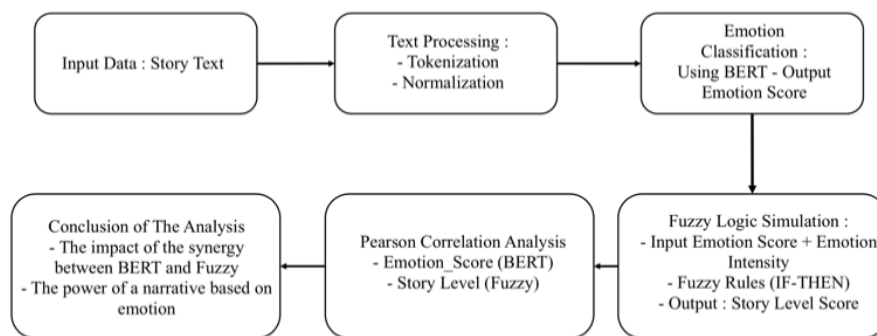 Input Data : Story Text
Text Processing :
- Tokenization
- Normalization
Emotion
Classification :
Using BERT - Output
Emotion Score
Fuzzy Logic Simulation :
- Input Emotion Score + Emotion
Intensity
- Fuzzy Rules (IF-THEN)
- Output : Story Level Score
Pearson Correlation Analysis
- Emotion_Score (BERT)
- Story Level (Fuzzy)
Conclusion of The Analysis
- The impact of the synergy
between BERT and Fuzzy
- The power of a narrative based on
emotion